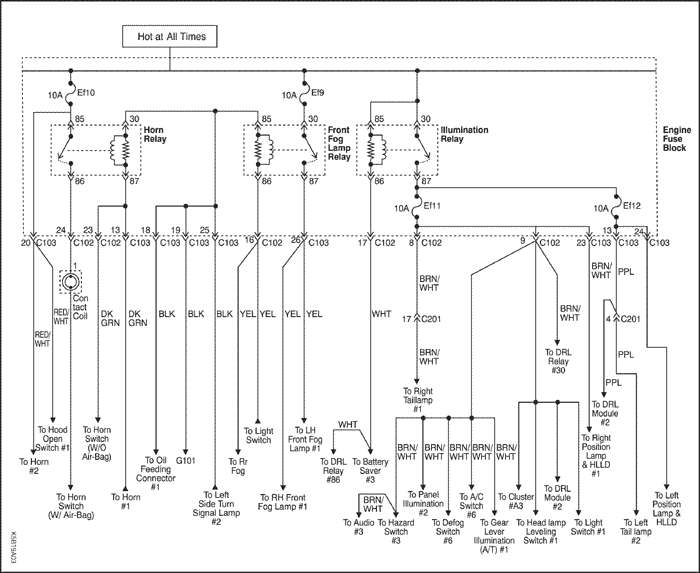 Hot at All Times
10A Ef10
10A Ef9
85 30 85 30 85 30
Horn Relay
Front Fog Lamp Relay
Illumination Relay
Engine Fuse Block
86 87 86 87 86 87
10A Ef11
10A Ef12
20 C103
24 C102
23 C102
13 C103
18 C103
19 C103
25 C103
16 C102
26 C103
17 C102
8 C102
9 C102
23 C103
13 C103
24 C103
1
Contact Coil
RED/WHT
RED/WHT
DK GRN
DK GRN
BLK
BLK
BLK
YEL
YEL
YEL
YEL
WHT
BRN/WHT
17 C201
BRN/WHT
BRN/WHT
BRN/WHT
PPL
4 C201
PPL
PPL
To Hood Open Switch #1
To Horn #2
To Horn Switch (W/ Air-Bag)
To Horn Switch (W/O Air-Bag)
To Horn #1
To Oil Feeding Connector #1
G101
To Left Side Turn Signal Lamp #2
To Rr Fog
To Light Switch
To RH Front Fog Lamp #1
To LH Front Fog Lamp #1
WHT
To DRL Relay #86
To Battery Saver #3
To Right Taillamp #1
BRN/WHT
BRN/WHT
BRN/WHT
BRN/WHT
BRN/WHT
BRN/WHT
To Audio #3
To Hazard Switch #3
To Panel Illumination #2
To Defog Switch #6
To A/C Switch #6
To Gear Lever Illumination (A/T) #1
To DRL Relay #30
To Cluster #A3
To Head lamp Leveling Switch #1
To DRL Module #2
To Light Switch #1
To Right Position Lamp & HLLD #1
To DRL Module #2
To Left Tail lamp #2
To Left Position Lamp & HLLD
K5B19A03